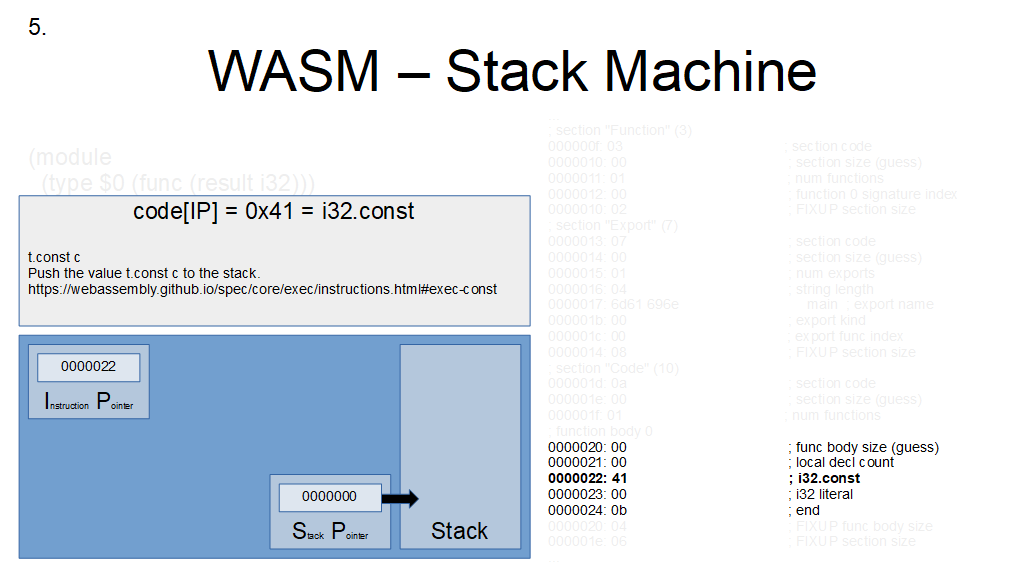 5.
WASM – Stack Machine
(module
(type $0 (func (result i32)))
code[IP] = 0x41 = i32.const
t.const c
Push the value t.const c to the stack.
https://webassembly.github.io/spec/core/exec/instructions.html#exec-const
0000022
Instruction Pointer
0000000
Stack Pointer
Stack
; section "Function" (3)
000000f: 03 ; section code
0000010: 00 ; section size (guess)
0000011: 01 ; num functions
0000012: 00 ; function 0 signature index
0000010: 02 ; FIXUP section size
; section "Export" (7)
0000013: 07 ; section code
0000014: 00 ; section size (guess)
0000015: 01 ; num exports
0000016: 04 ; string length
0000017: 6d61 696e main ; export name
000001b: 00 ; export kind
000001c: 00 ; export func index
0000014: 08 ; FIXUP section size
; section "Code" (10)
000001d: 0a ; section code
000001e: 00 ; section size (guess)
000001f: 01 ; num functions
; function body 0
0000020: 00 ; func body size (guess)
0000021: 00 ; local decl count
0000022: 41 ; i32.const
0000023: 00 ; i32 literal
0000024: 0b ; end
0000020: 04 ; FIXUP func body size
000001e: 06 ; FIXUP section size